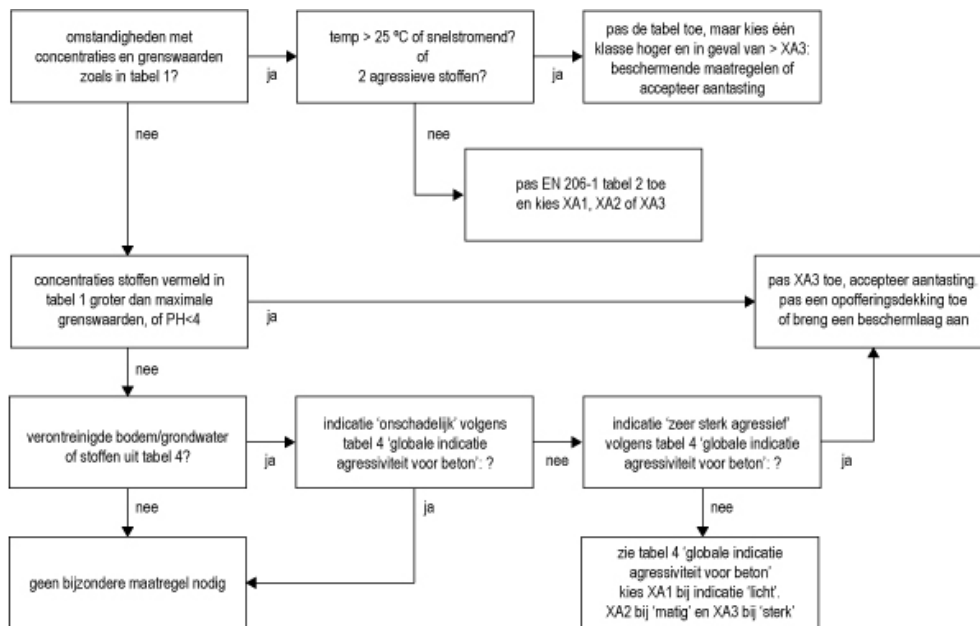 omstandigheden met
concentraties en grenswaarden
zoals in tabel 1?
ja
temp > 25 ºC of snelstromend?
of
2 agressieve stoffen?
ja
pas de tabel toe, maar kies één
klasse hoger en in geval van > XA3:
beschermende maatregelen of
accepteer aantasting
nee
nee
pas EN 206-1 tabel 2 toe
en kies XA1, XA2 of XA3
concentraties stoffen vermeld in
tabel 1 groter dan maximale
grenswaarden, of PH<4
ja
pas XA3 toe, accepteer aantasting.
pas een opofferingsdekking toe
of breng een beschermlaag aan
nee
verontreinigde bodem/grondwater
of stoffen uit tabel 4?
ja
indicatie ‘onschadelijk’ volgens
tabel 4 ‘globale indicatie
agressiviteit voor beton’: ?
nee
indicatie ‘zeer sterk agressief’
volgens tabel 4 ‘globale indicatie
agressiviteit voor beton’: ?
ja
nee
ja
nee
geen bijzondere maatregel nodig
zie tabel 4 ‘globale indicatie
agressiviteit voor beton’
kies XA1 bij indicatie ‘licht’.
XA2 bij ‘matig’ en XA3 bij ‘sterk’